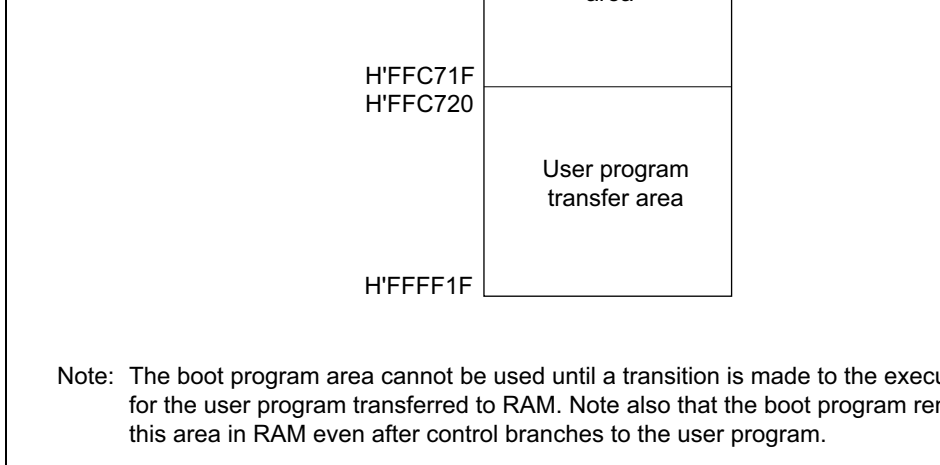 area
H'FFC71F
H'FFC720
User program
transfer area
H'FFFF1F
Note: The boot program area cannot be used until a transition is made to the
for the user program transferred to RAM. Note also that the boot program
this area in RAM even after control branches to the user program.